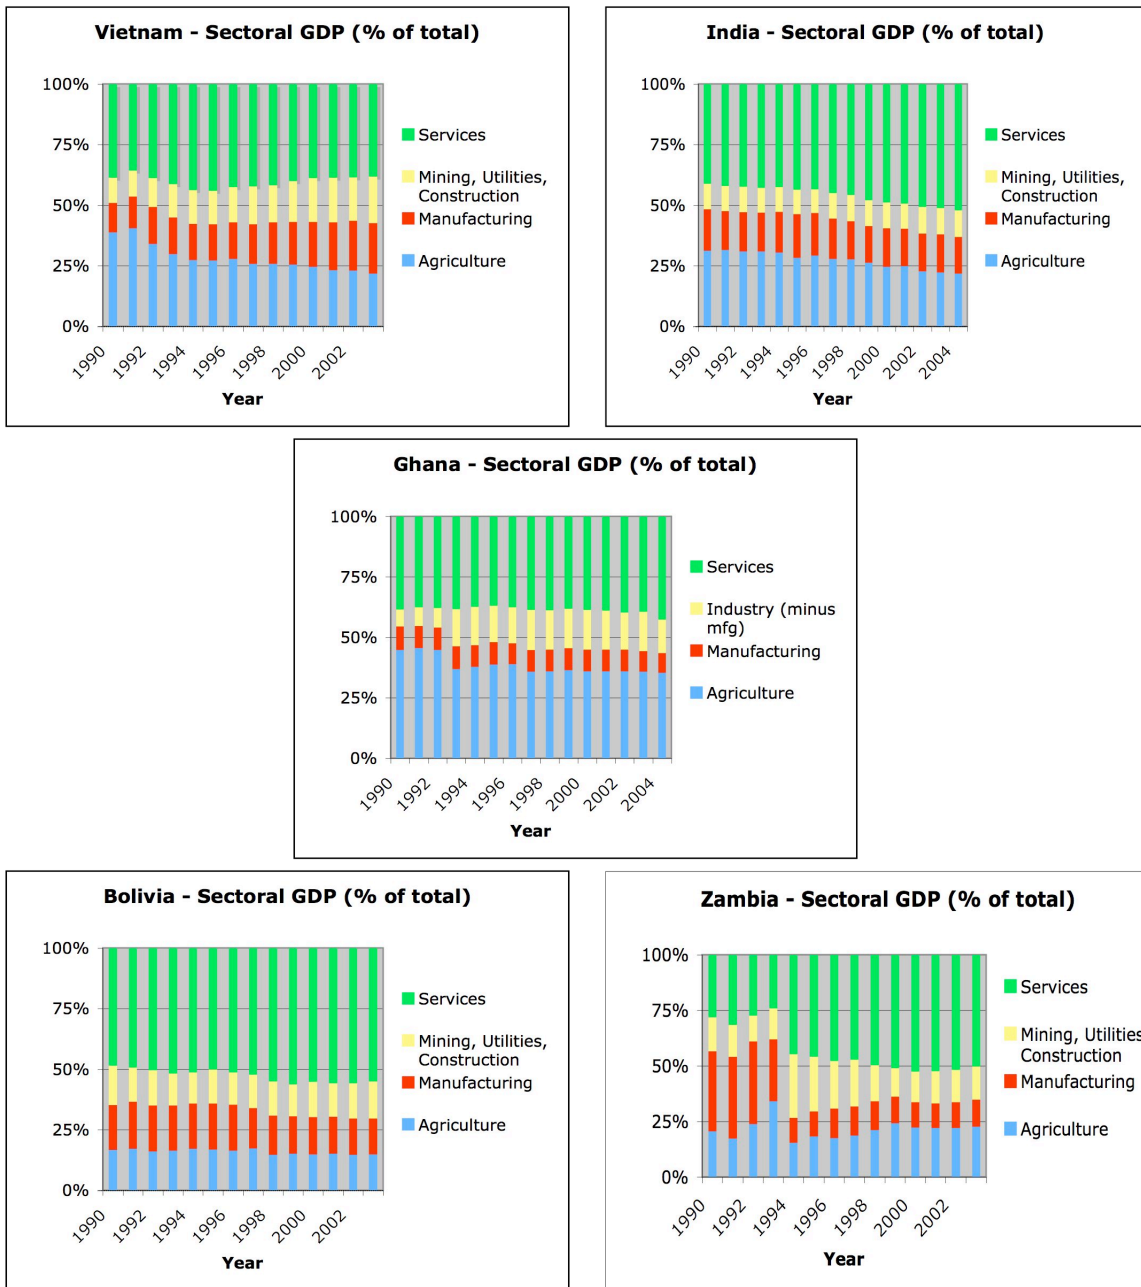 Vietnam - Sectoral GDP (% of total)
100%
75%
50%
25%
0%
1990
1992
1994
1996
1998
2000
2002
Year
Services
Mining, Utilities,
Construction
Manufacturing
Agriculture
India - Sectoral GDP (% of total)
100%
75%
50%
25%
0%
1990
1992
1994
1996
1998
2000
2002
2004
Year
Services
Mining, Utilities,
Construction
Manufacturing
Agriculture
Ghana - Sectoral GDP (% of total)
100%
75%
50%
25%
0%
1990
1992
1994
1996
1998
2000
2002
2004
Year
Services
Industry (minus
mfg)
Manufacturing
Agriculture
Bolivia - Sectoral GDP (% of total)
100%
75%
50%
25%
0%
1990
1992
1994
1996
1998
2000
2002
Year
Services
Mining, Utilities,
Construction
Manufacturing
Agriculture
Zambia - Sectoral GDP (% of total)
100%
75%
50%
25%
0%
1990
1992
1994
1996
1998
2000
2002
Year
Services
Mining, Utilities
Construction
Manufacturing
Agriculture